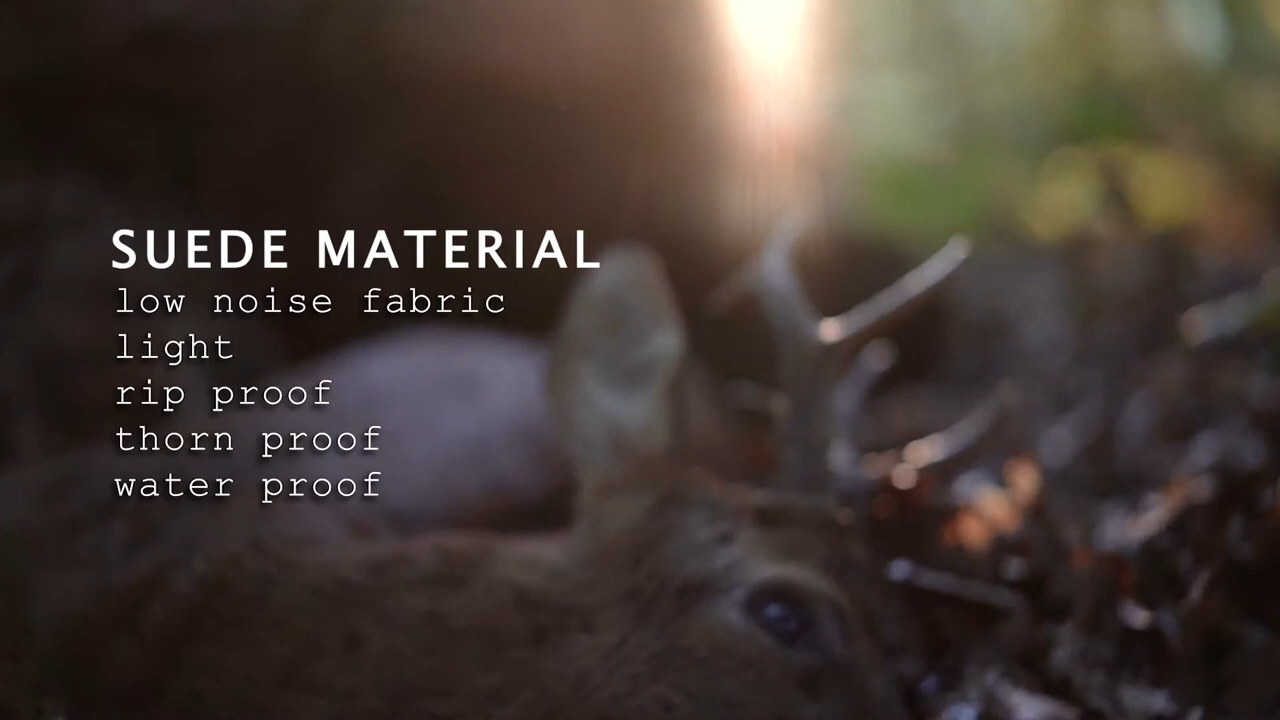 SUEDE MATERIAL
low noise fabric
light
rip proof
thorn proof
water proof